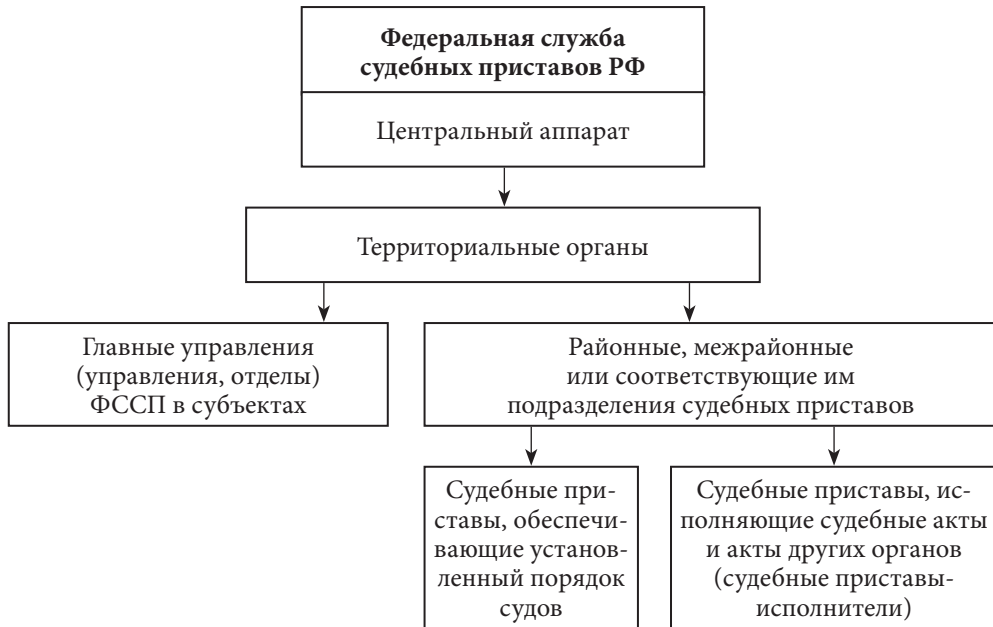 Федеральная служба
судебных приставов РФ
Центральный аппарат
Территориальные органы
Главные управления
(управления, отделы)
ФССП в субъектах
Районные, межрайонные
или соответствующие им
подразделения судебных приставов
Судебные при-
ставы, обеспечи-
вающие установ-
ленный порядок
судов
Судебные приставы, ис-
полняющие судебные акты
и акты других органов
(судебные приставы-
исполнители)